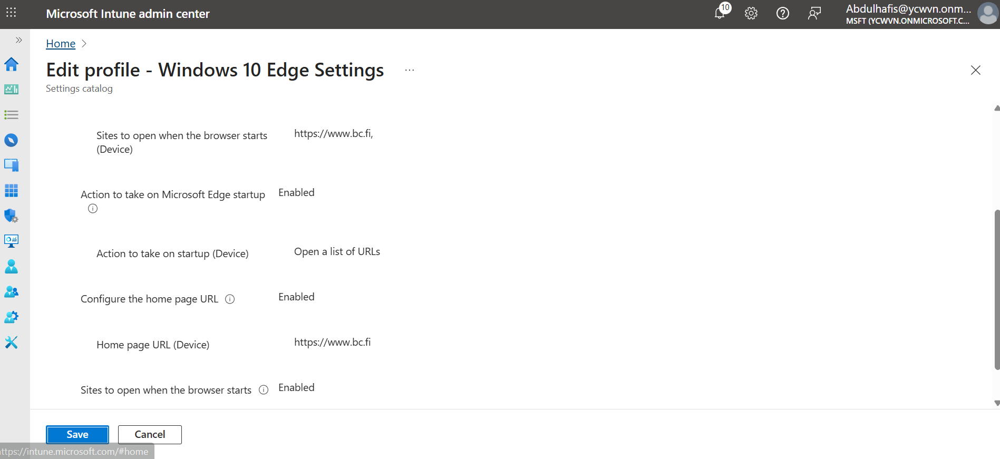 Microsoft Intune admin center
10
Abdulhafis@ycwvn.onm...
MSFT (YCWVN.ONMICROSOFT.C...
Home
Edit profile - Windows 10 Edge Settings
...
Settings catalog
Sites to open when the browser starts
(Device)
https://www.bc.fi,
Action to take on Microsoft Edge startup
Enabled
Action to take on startup (Device)
Open a list of URLs
Configure the home page URL
Enabled
Home page URL (Device)
https://www.bc.fi
Sites to open when the browser starts
Enabled
Save
Cancel
ttps://intune.microsoft.com/#home